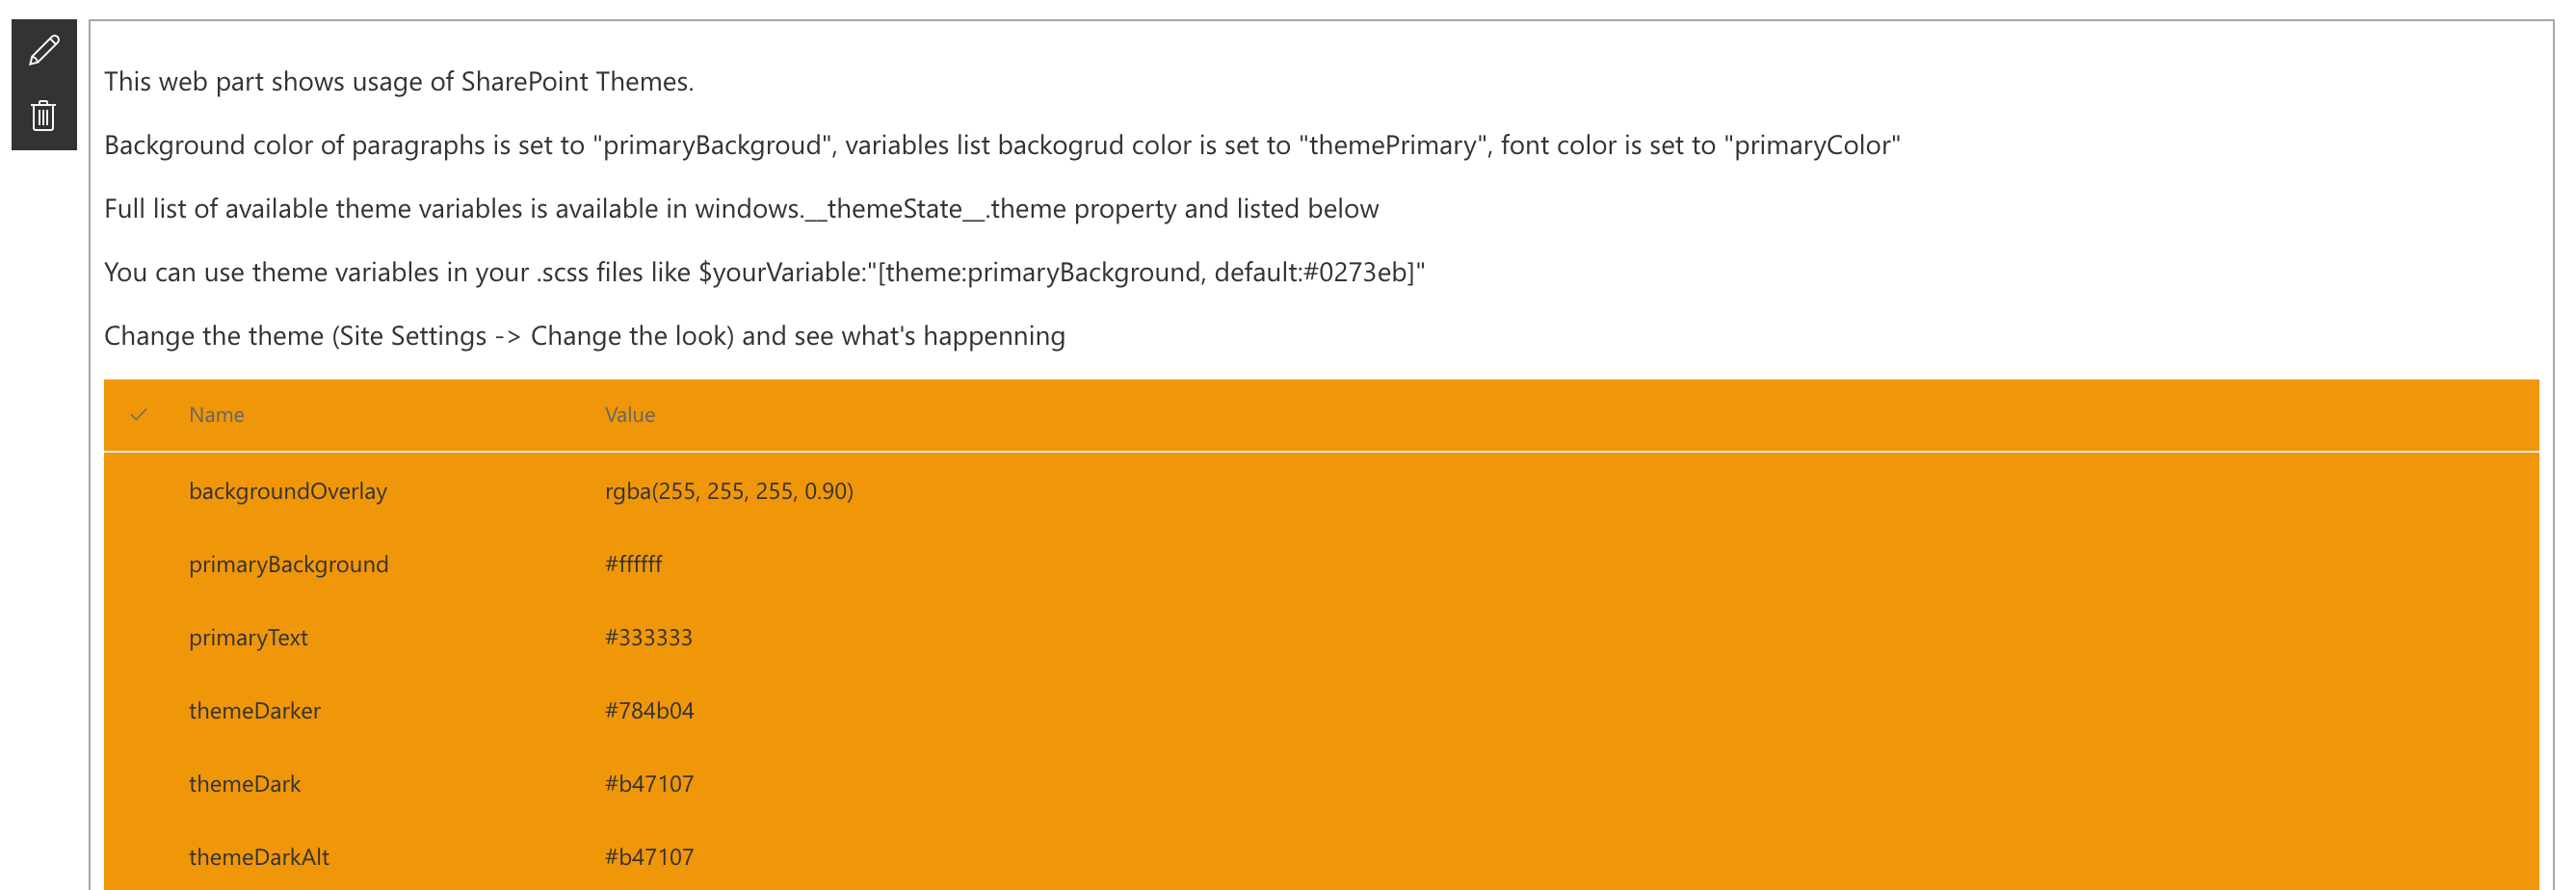 This web part shows usage of SharePoint Themes.
Background color of paragraphs is set to "primaryBackgroud", variables list backogrud color is set to "themePrimary", font color is set to "primaryColor"
Full list of available theme variables is available in windows.__themeState__.theme property and listed below
You can use theme variables in your .scss files like $yourVariable:"[theme:primaryBackground, default:#0273eb]"
Change the theme (Site Settings -> Change the look) and see what's happenning
Name Value
backgroundOverlay rgba(255, 255, 255, 0.90)
primaryBackground #ffffff
primaryText #333333
themeDarker #784b04
themeDark #b47107
themeDarkAlt #b47107